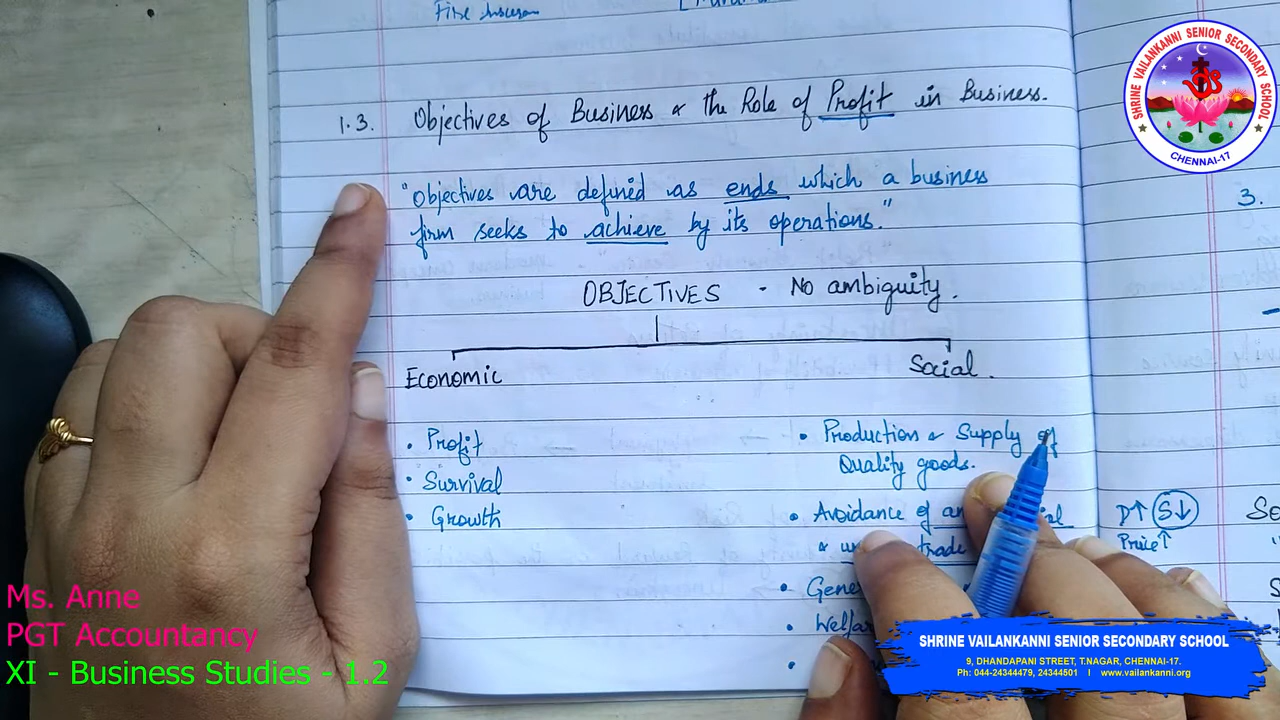 Fire
1.3. Objectives of Business & the Role of Profit in Business.
"Objectives are defined as ends which a business
firm seeks to achieve by its operations."
OBJECTIVES - No ambiguity.
Economic
Social.
• Profit
• Survival
• Growth
• Production & Supply of
Quality goods.
• Avoidance of
& trade
•
•
•
3.
D↑ S↓
Price↑
Ms. Anne
PGT Accountancy
XI - Business Studies - 1.2
SHRINE VAILANKANNI SENIOR SECONDARY SCHOOL
CHENNAI-17
SHRINE VAILANKANNI SENIOR SECONDARY SCHOOL
9, DHANDAPANI STREET, T.NAGAR, CHENNAI-17.
Ph: 044-24344479, 24344501 I www.vailankanni.org